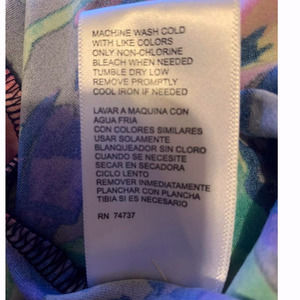 MACHINE WASH COLD
WITH LIKE COLORS
ONLY NON-CHLORINE
BLEACH WHEN NEEDED
TUMBLE DRY LOW
REMOVE PROMPTLY
COOL IRON IF NEEDED
LAVAR A MAQUINA CON
AGUA FRIA
CON COLORES SIMILARES
USAR SOLAMENTE
BLANQUEADOR SIN CLORO
CUANDO SE NECESITE
SECAR EN SECADORA
CICLO LENTO
REMOVER INMEDIATAMENTE
PLANCHAR CON PLANCHA
TIBIA SI ES NECESARIO
RN 74737